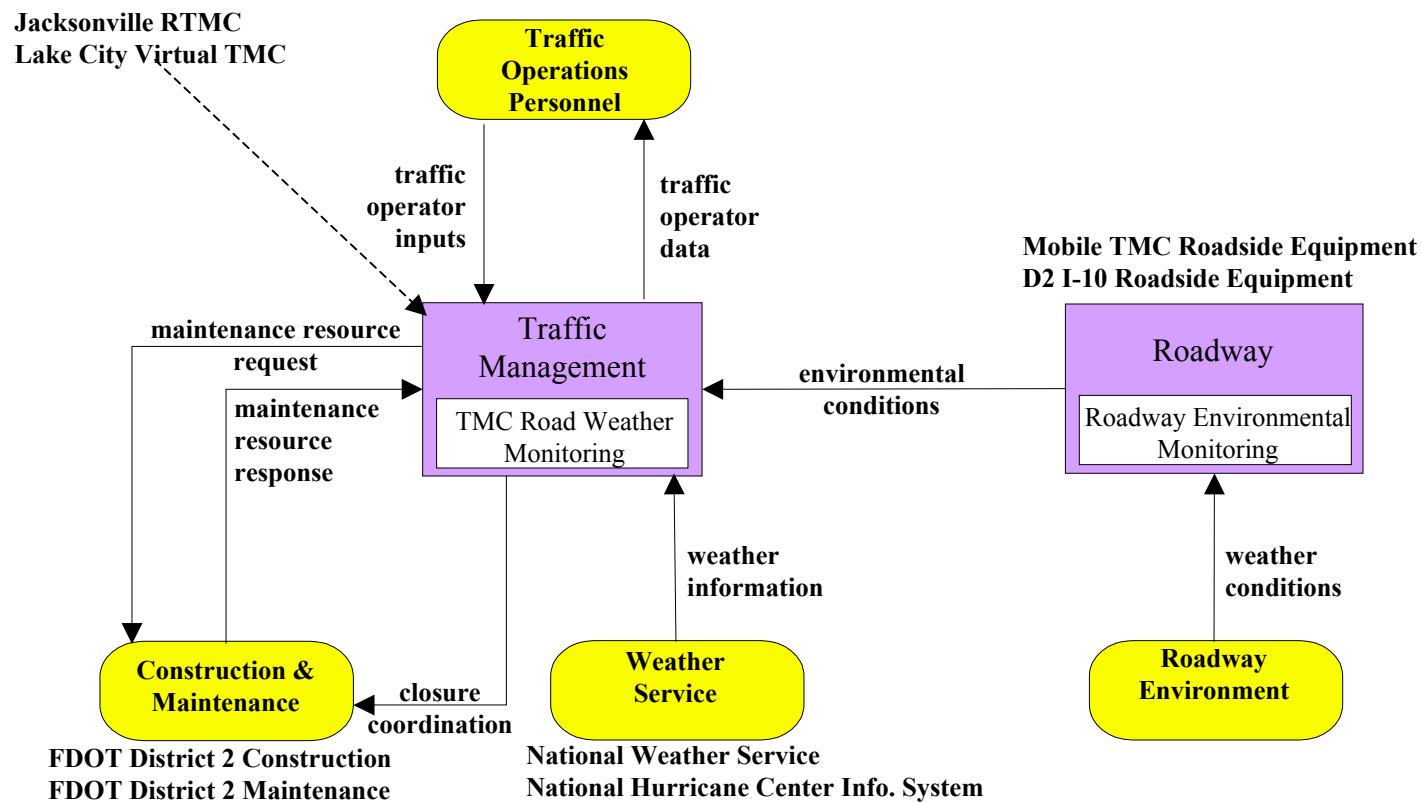 Jacksonville RTMC
Lake City Virtual TMC
Traffic
Operations
Personnel
traffic
operator
inputs
traffic
operator
data
Mobile TMC Roadside Equipment
D2 I-10 Roadside Equipment
maintenance resource
request
Traffic
Management
TMC Road Weather
Monitoring
environmental
conditions
Roadway
Roadway Environmental
Monitoring
maintenance
resource
response
weather
information
weather
conditions
Construction &
Maintenance
closure
coordination
Weather
Service
Roadway
Environment
FDOT District 2 Construction
FDOT District 2 Maintenance
National Weather Service
National Hurricane Center Info. System